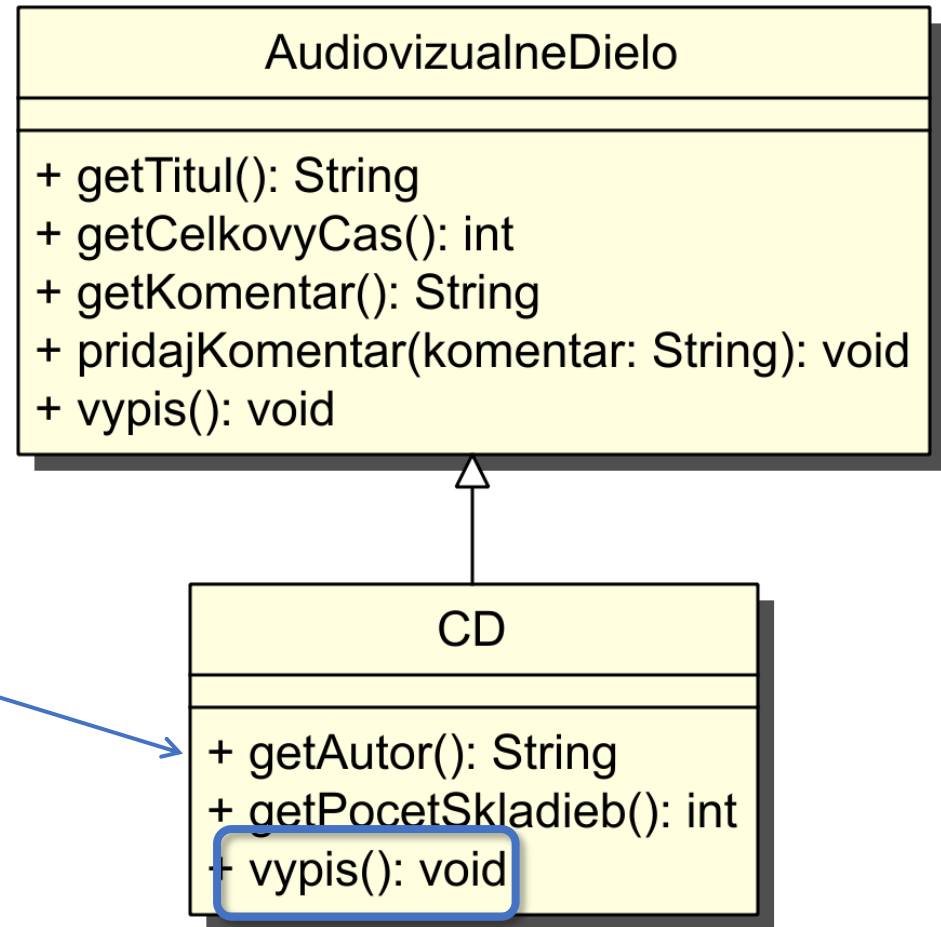 AudiovizualneDielo
+ getTitul(): String
+ getCelkovyCas(): int
+ getKomentar(): String
+ pridajKomentar(komentar: String): void
+ vypis(): void
CD
+ getAutor(): String
+ getPocetSkladieb(): int
+ vypis(): void